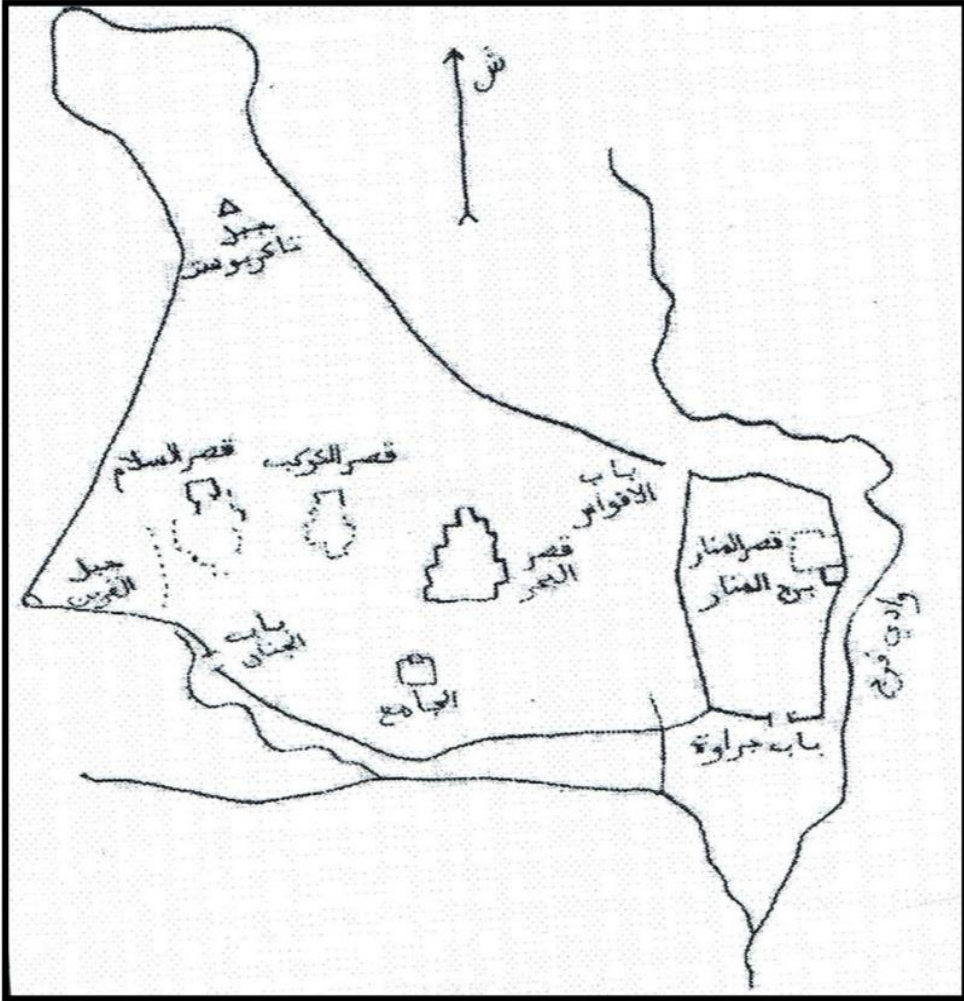 ش
جبل
تاكربوست
قصر السلام
قصر الكوكب
باب
الاقواس
قصر
البحر
قصر المنار
برج المنار
جبل
الغرين
باب
الجنان
الجامع
باب جراوة
وادي فرج